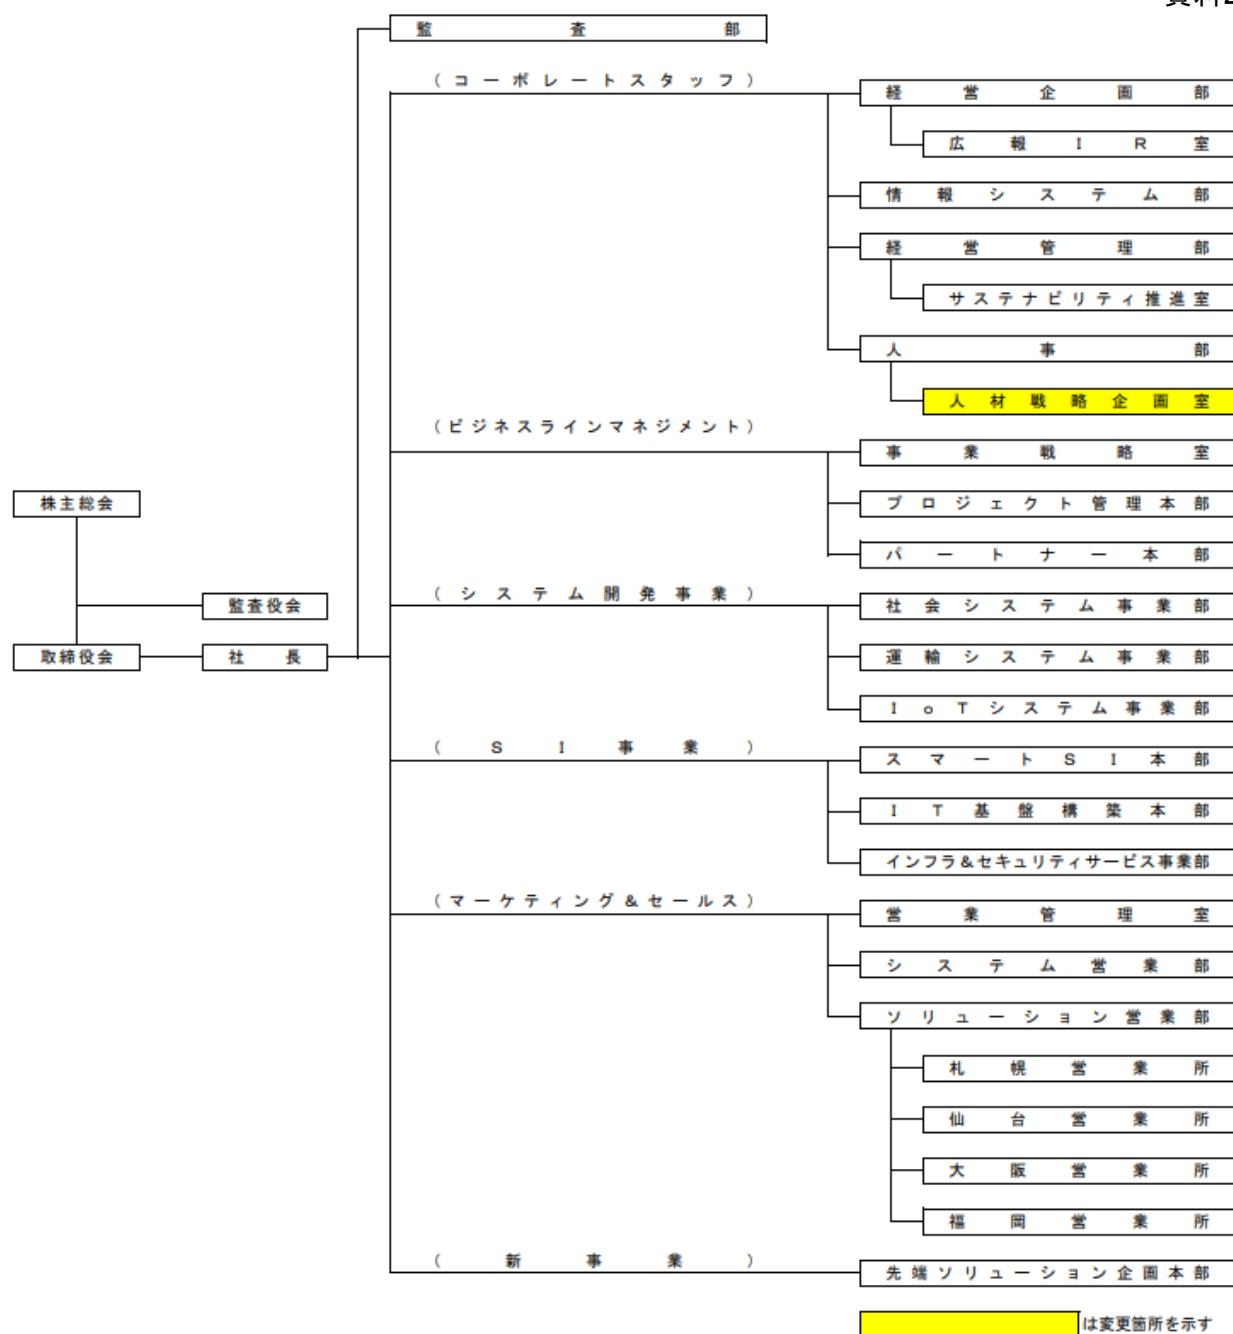 資料2
監査部
(コーポレートスタッフ)
経営企画部
広報IR室
情報システム部
経営管理部
サステナビリティ推進室
人事部
人材戦略企画室
(ビジネスラインマネジメント)
事業戦略室
プロジェクト管理本部
パートナー本部
株主総会
監査役会
取締役会
社長
(システム開発事業)
社会システム事業部
運輸システム事業部
IoTシステム事業部
(SI事業)
スマートSI本部
IT基盤構築本部
インフラ&セキュリティサービス事業部
(マーケティング&セールス)
営業管理室
システム営業部
ソリューション営業部
札幌営業所
仙台営業所
大阪営業所
福岡営業所
(新事業)
先端ソリューション企画本部
は変更箇所を示す